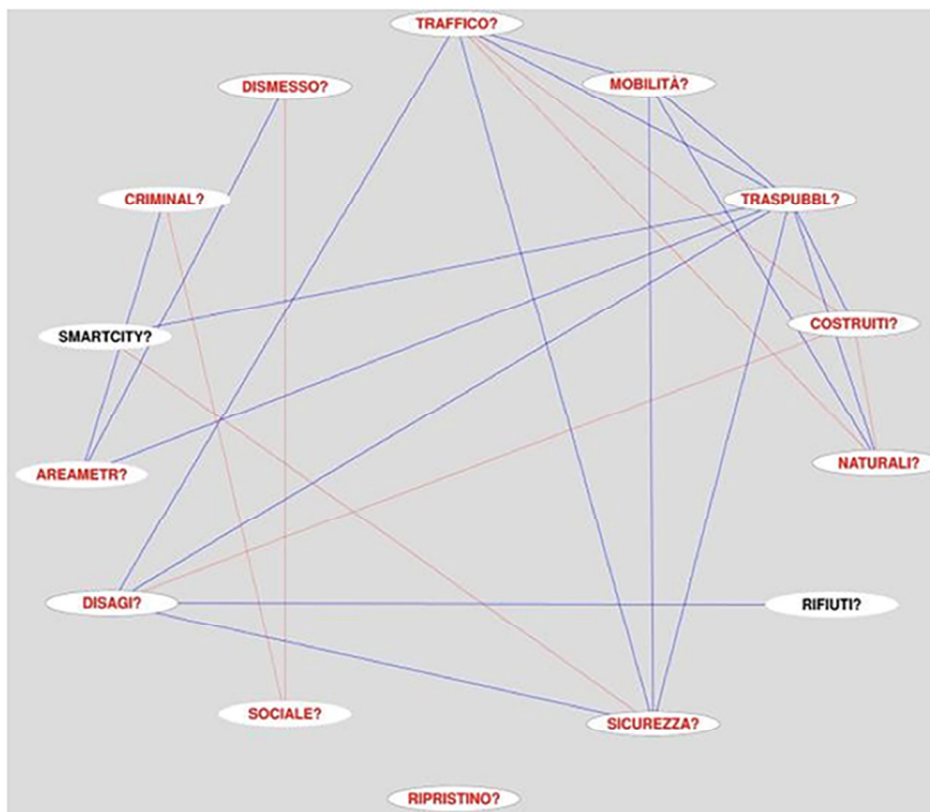 TRAFFICO?
DISMESSO?
MOBILITÀ?
CRIMINAL?
TRASPUBBL?
SMARTCITY?
COSTRUITI?
AREAMETR?
NATURALI?
DISAGI?
RIFIUTI?
SOCIALE?
SICUREZZA?
RIPRISTINO?